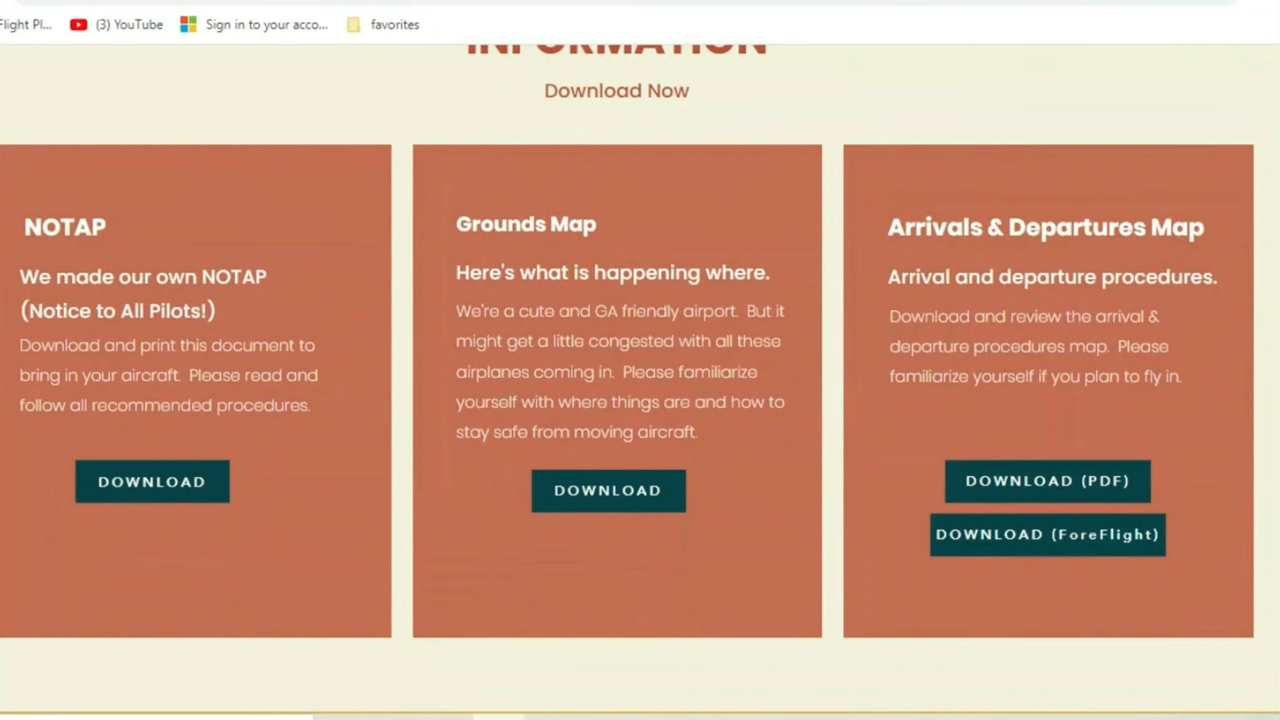 Flight Pl...
(3) YouTube
Sign in to your acco...
favorites
INFORMATION
Download Now
NOTAP
We made our own NOTAP
(Notice to All Pilots!)
Download and print this document to
bring in your aircraft. Please read and
follow all recommended procedures.
DOWNLOAD
Grounds Map
Here's what is happening where.
We're a cute and GA friendly airport. But it
might get a little congested with all these
airplanes coming in. Please familiarize
yourself with where things are and how to
stay safe from moving aircraft.
DOWNLOAD
Arrivals & Departures Map
Arrival and departure procedures.
Download and review the arrival &
departure procedures map. Please
familiarize yourself if you plan to fly in.
DOWNLOAD (PDF)
DOWNLOAD (ForeFlight)